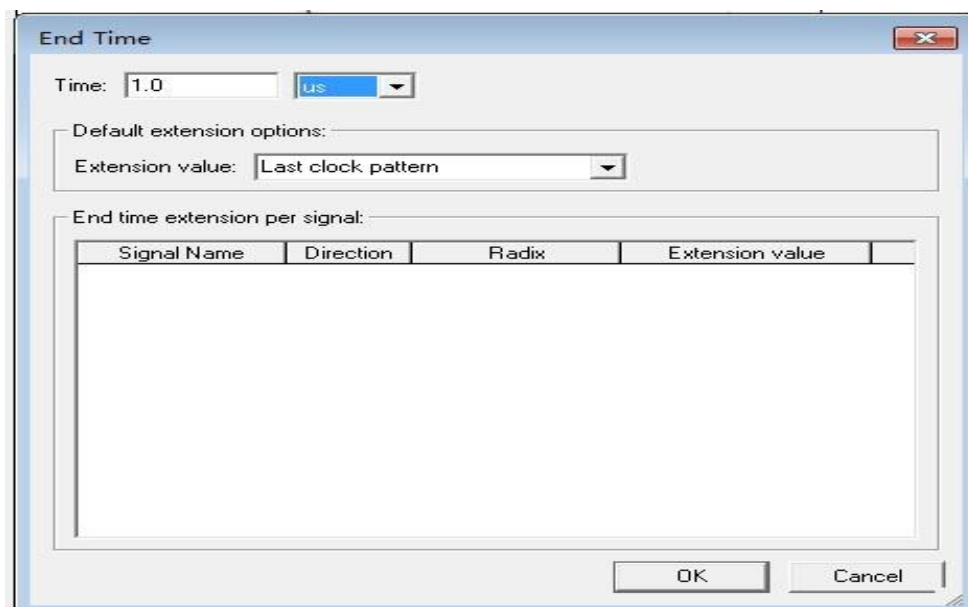 End Time
Time: 1.0 us
Default extension options:
Extension value: Last clock pattern
End time extension per signal:
Signal Name Direction Radix Extension value
OK Cancel